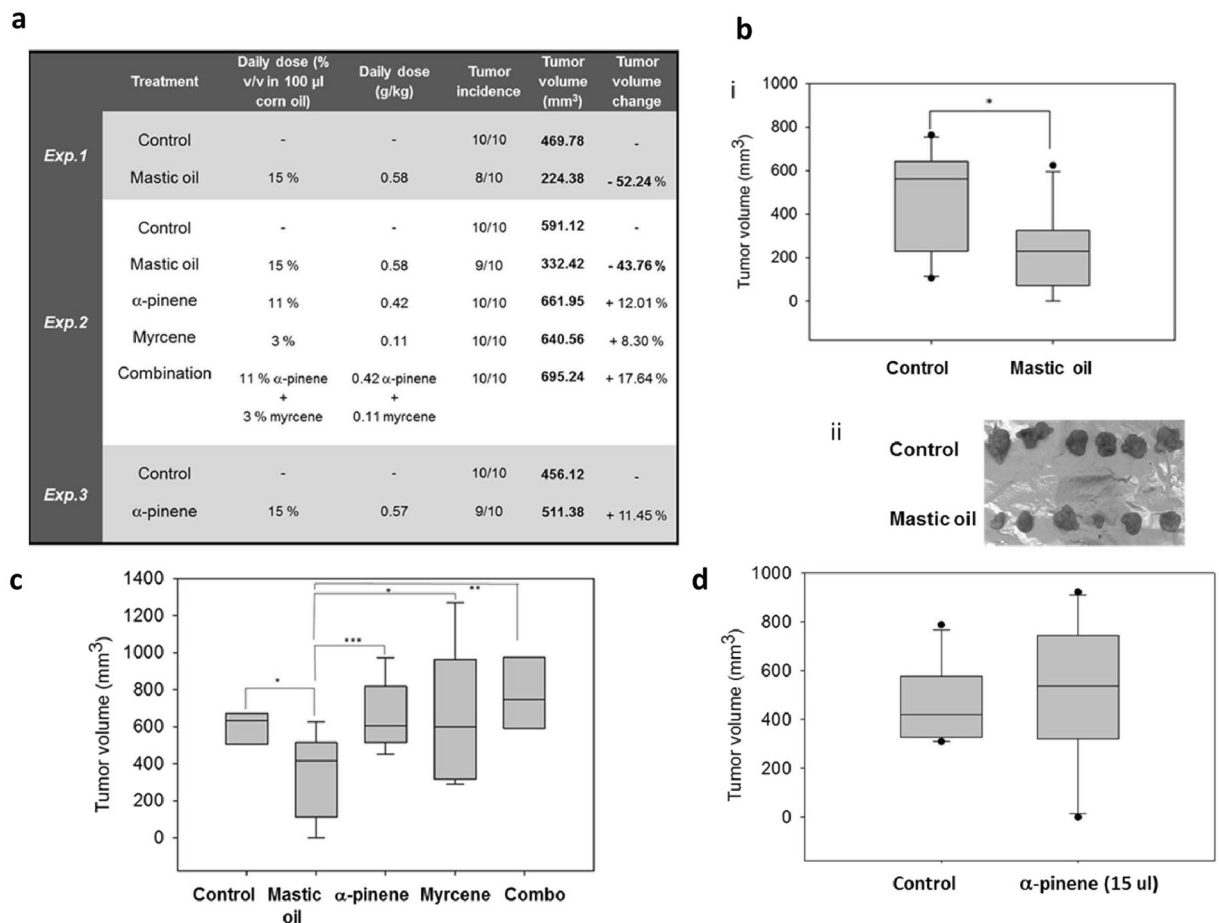 a
Treatment
Daily dose (%
v/v in 100 µl
corn oil)
Daily dose
(g/kg)
Tumor
incidence
Tumor
volume
(mm³)
Tumor
volume
change
Exp.1
Control - - 10/10 469.78 -
Mastic oil 15 % 0.58 8/10 224.38 - 52.24 %
Exp.2
Control - - 10/10 591.12 -
Mastic oil 15 % 0.58 9/10 332.42 - 43.76 %
α-pinene 11 % 0.42 10/10 661.95 + 12.01 %
Myrcene 3 % 0.11 10/10 640.56 + 8.30 %
Combination 11 % α-pinene 0.42 α-pinene 10/10 695.24 + 17.64 %
+ +
3 % myrcene 0.11 myrcene
Exp.3
Control - - 10/10 456.12 -
α-pinene 15 % 0.57 9/10 511.38 + 11.45 %
b
i
Tumor volume (mm³)
1000
800
600
400
200
0
*
Control Mastic oil
ii
Control
Mastic oil
c
Tumor volume (mm³)
1400
1200
1000
800
600
400
200
0
*
***
*
**
Control Mastic α-pinene Myrcene Combo
oil
d
Tumor volume (mm³)
1000
800
600
400
200
0
Control α-pinene (15 ul)